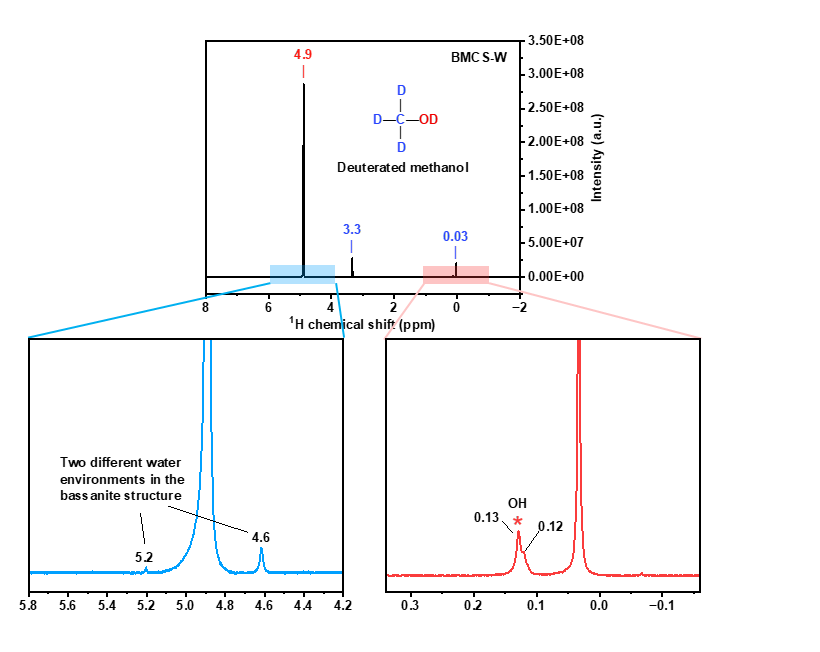 4.9
BMCS-W
D
D—C—OD
D
Deuterated methanol
3.3
0.03
3.50E+08
3.00E+08
2.50E+08
2.00E+08
1.50E+08
1.00E+08
5.00E+07
0.00E+00
Intensity (a.u.)
8 6 4 2 0 −2
¹H chemical shift (ppm)
Two different water
environments in the
bassanite structure
5.2
4.6
5.8 5.6 5.4 5.2 5.0 4.8 4.6 4.4 4.2
OH
*
0.13
0.12
0.3 0.2 0.1 0.0 −0.1